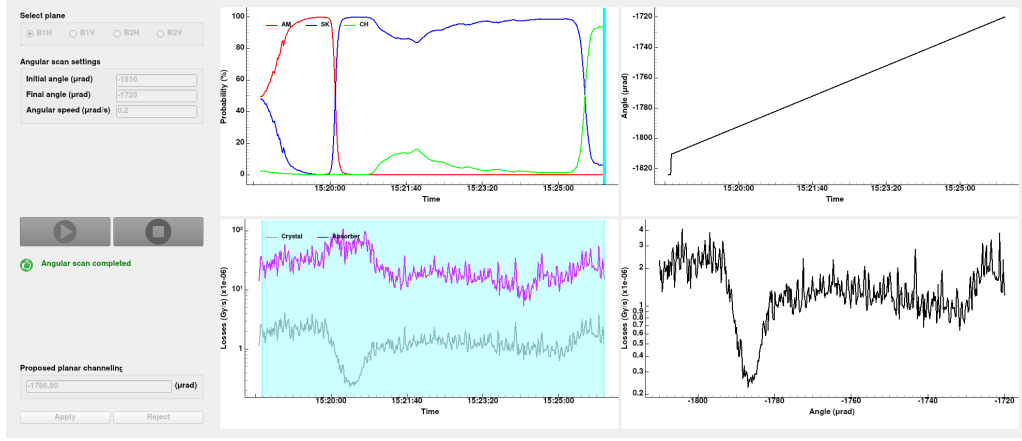 Select plane
B1H B1V B2H B2V
Angular scan settings
Initial angle (μrad) -1810
Final angle (μrad) -1720
Angular speed (μrad/s) 0.2
Angular scan completed
Proposed planar channeling
-1786.90 (μrad)
Apply Reject
AM SK CH
Probability (%)
100
80
60
40
20
0
15:20:00 15:21:40 15:23:20 15:25:00
Time
Angle (μrad)
-1720
-1740
-1760
-1780
-1800
-1820
15:20:00 15:21:40 15:23:20 15:25:00
Time
Crystal Absorber
Losses (Gy/s) (x1e-06)
10²
10¹
1
15:20:00 15:21:40 15:23:20 15:25:00
Time
Losses (Gy/s) (x1e-06)
4
3
2
1
0.9
0.8
0.7
0.6
0.5
0.4
0.3
0.2
-1800 -1780 -1760 -1740 -1720
Angle (μrad)